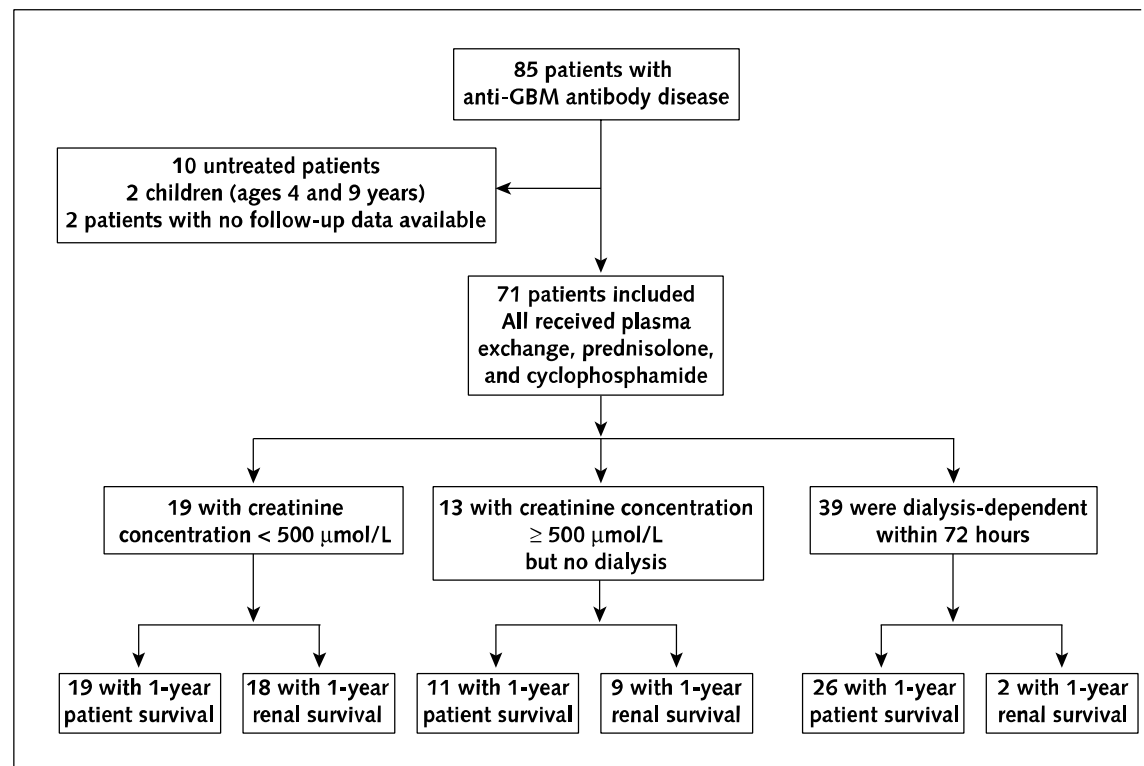 85 patients with
anti-GBM antibody disease
10 untreated patients
2 children (ages 4 and 9 years)
2 patients with no follow-up data available
71 patients included
All received plasma
exchange, prednisolone,
and cyclophosphamide
19 with creatinine
concentration < 500 μmol/L
13 with creatinine concentration
≥ 500 μmol/L
but no dialysis
39 were dialysis-dependent
within 72 hours
19 with 1-year
patient survival
18 with 1-year
renal survival
11 with 1-year
patient survival
9 with 1-year
renal survival
26 with 1-year
patient survival
2 with 1-year
renal survival